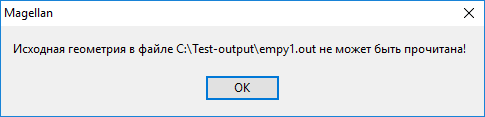 Magellan
Исходная геометрия в файле C:\Test-output\empy1.out не может быть прочитана!
OK